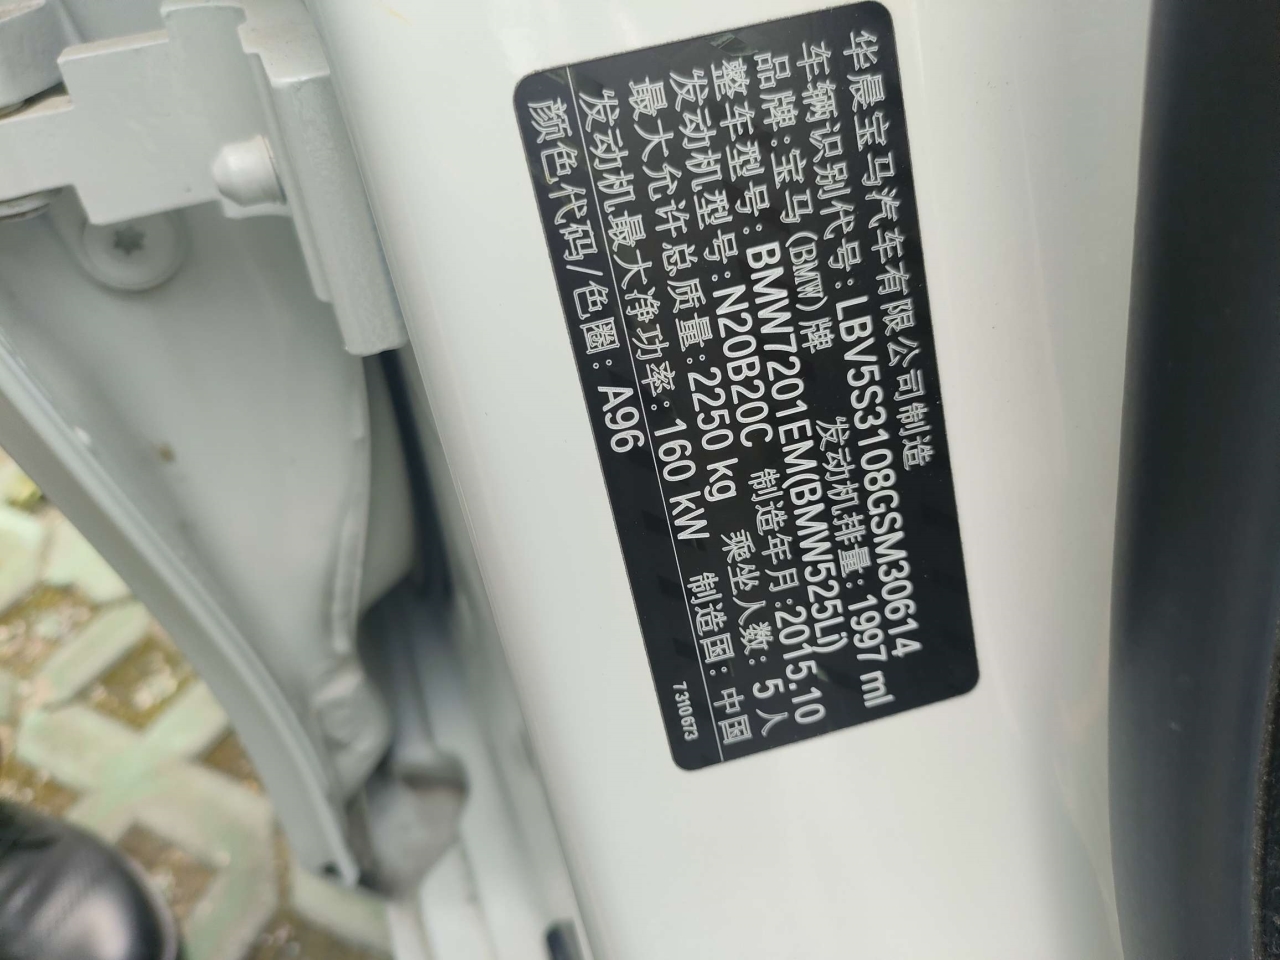 华晨宝马汽车有限公司制造
车辆识别代号：LBV5S3108GSM30614
品牌：宝马(BMW)牌 发动机排量：1997 ml
整车型号：BMW7201EM(BMW525Li)
发动机型号：N20B20C 制造年月：2015.10
最大允许总质量：2250 kg 乘坐人数：5人
发动机最大净功率：160 kW 制造国：中国
颜色代码/色圈：A96 7310673